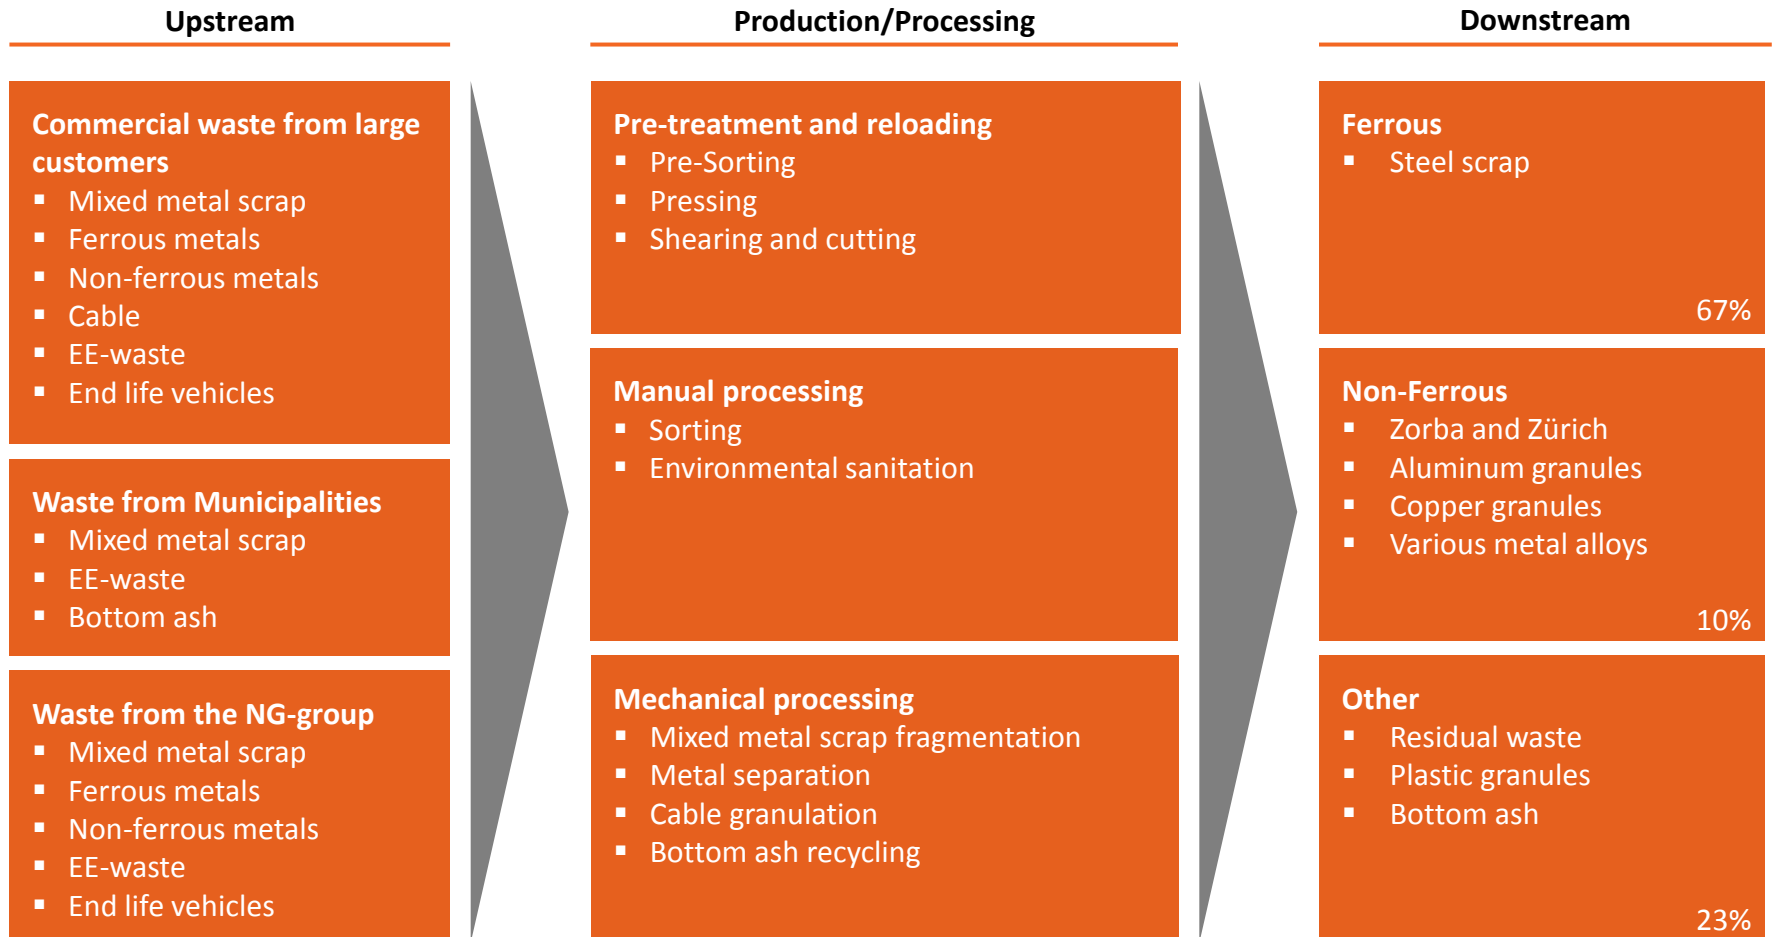 Upstream
Commercial waste from large
customers
▪ Mixed metal scrap
▪ Ferrous metals
▪ Non-ferrous metals
▪ Cable
▪ EE-waste
▪ End life vehicles
Waste from Municipalities
▪ Mixed metal scrap
▪ EE-waste
▪ Bottom ash
Waste from the NG-group
▪ Mixed metal scrap
▪ Ferrous metals
▪ Non-ferrous metals
▪ EE-waste
▪ End life vehicles
Production/Processing
Pre-treatment and reloading
▪ Pre-Sorting
▪ Pressing
▪ Shearing and cutting
Manual processing
▪ Sorting
▪ Environmental sanitation
Mechanical processing
▪ Mixed metal scrap fragmentation
▪ Metal separation
▪ Cable granulation
▪ Bottom ash recycling
Downstream
Ferrous
▪ Steel scrap
67%
Non-Ferrous
▪ Zorba and Zürich
▪ Aluminum granules
▪ Copper granules
▪ Various metal alloys
10%
Other
▪ Residual waste
▪ Plastic granules
▪ Bottom ash
23%